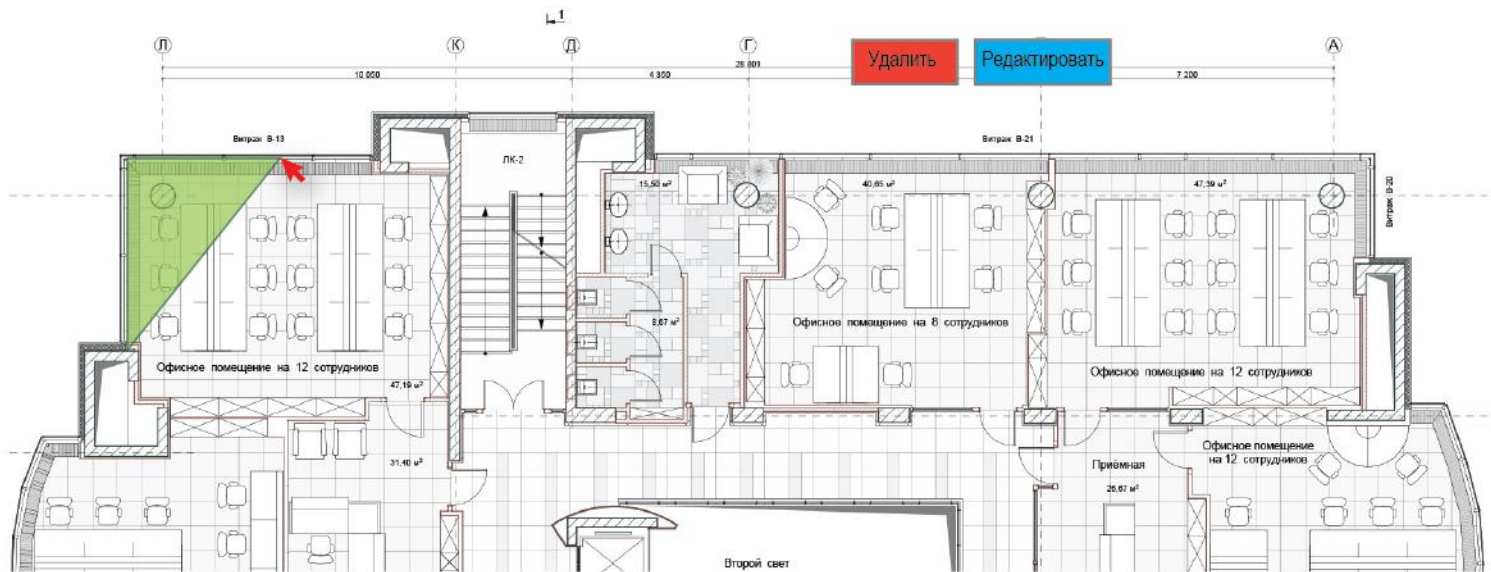 1
Л
К
Д
Г
А
Удалить
Редактировать
28 801
10 000
4 300
7 200
Витраж В-13
Витраж В-21
Витраж В-20
ЛК-2
15,50 м²
40,65 м²
47,39 м²
8,67 м²
Офисное помещение на 8 сотрудников
Офисное помещение на 12 сотрудников
47,19 м²
Офисное помещение на 12 сотрудников
31,40 м²
Офисное помещение
на 12 сотрудников
Приёмная
26,67 м²
Второй свет